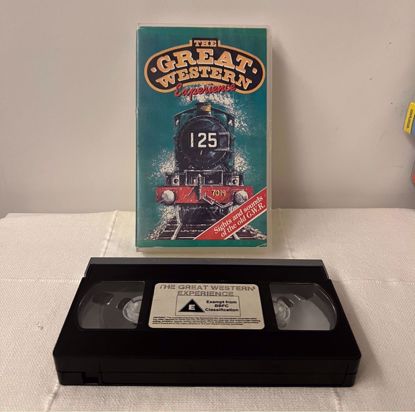 THE
GREAT
WESTERN
Experience
125
7019
Sights and sounds
of the old G.W.R.
THE GREAT WESTERN
EXPERIENCE
E
Exempt from
BBFC
Classification